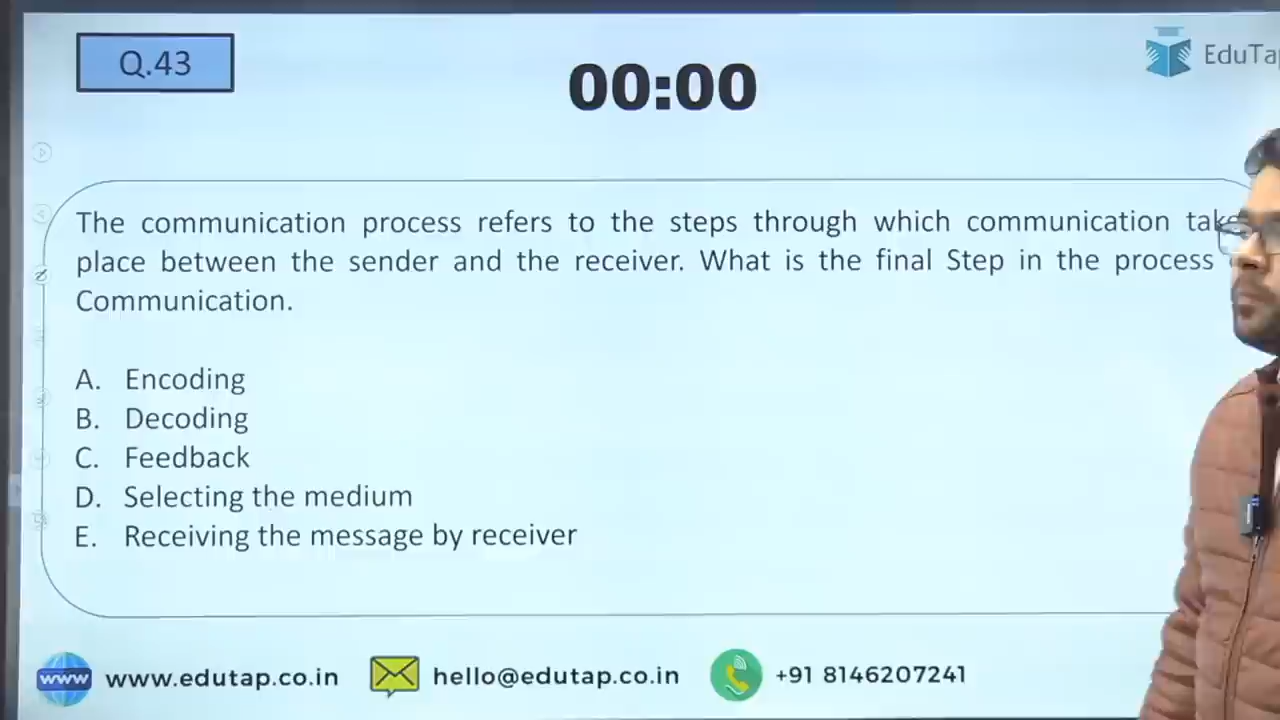 Q.43
00:00
EduTap
The communication process refers to the steps through which communication
place between the sender and the receiver. What is the final Step in the process
Communication.
A. Encoding
B. Decoding
C. Feedback
D. Selecting the medium
E. Receiving the message by receiver
www www.edutap.co.in hello@edutap.co.in +91 8146207241